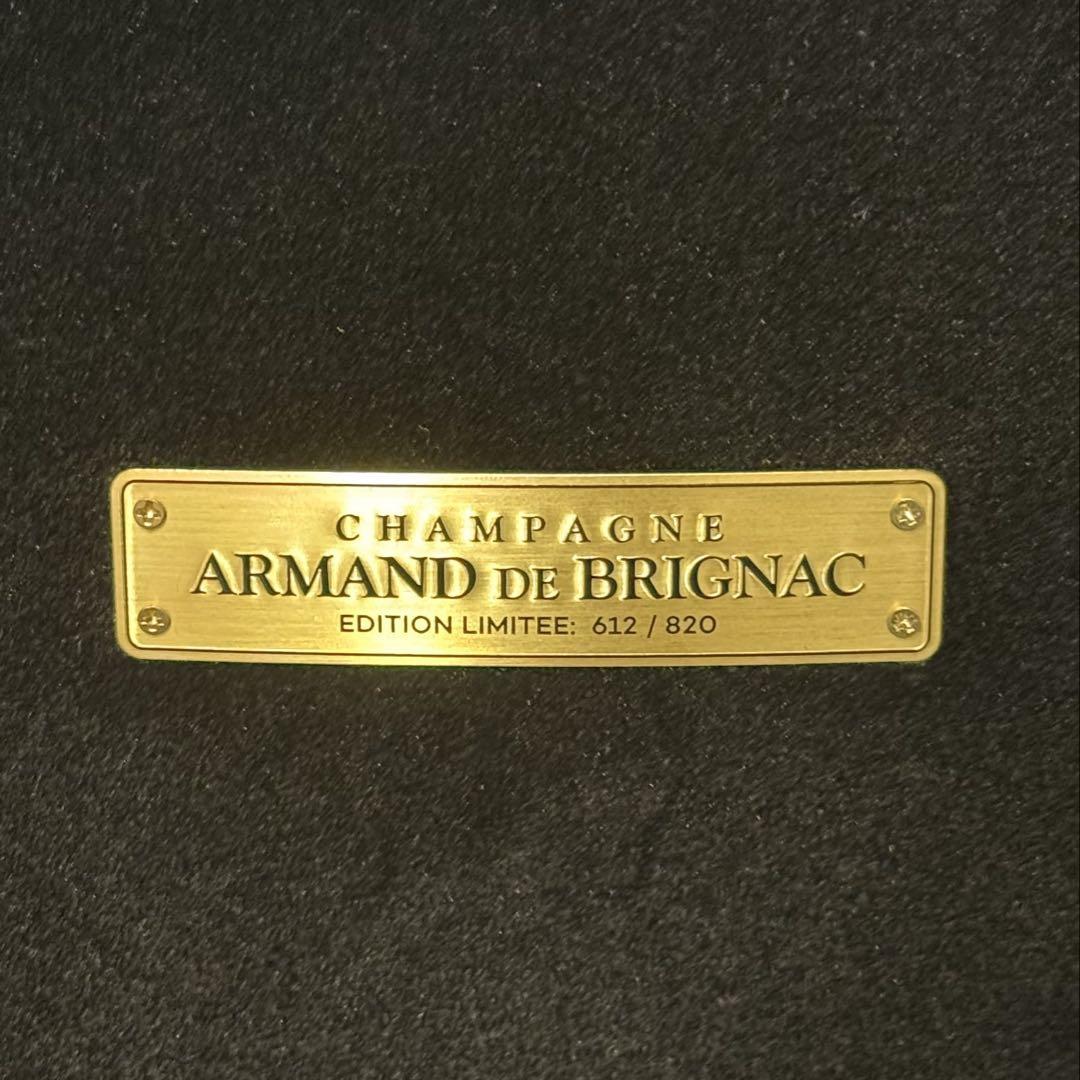 CHAMPAGNE
ARMAND DE BRIGNAC
EDITION LIMITEE: 612 / 820